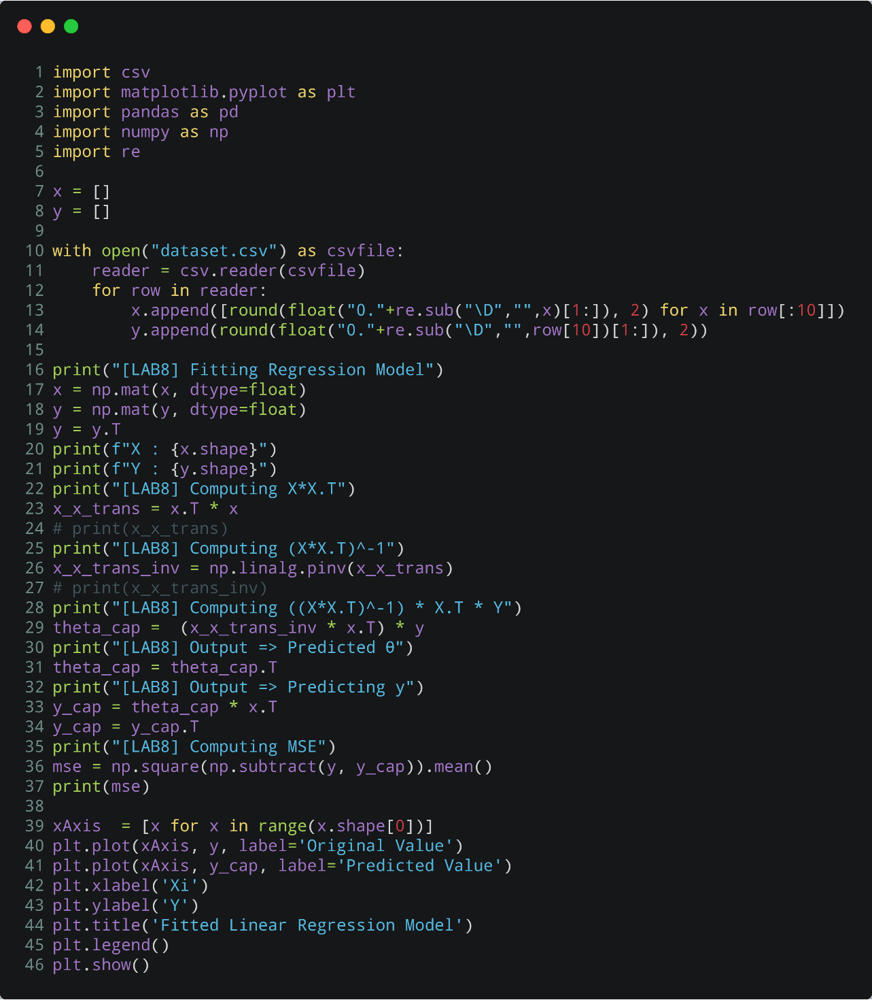 1 import csv
2 import matplotlib.pyplot as plt
3 import pandas as pd
4 import numpy as np
5 import re
6
7 x = []
8 y = []
9
10 with open("dataset.csv") as csvfile:
11     reader = csv.reader(csvfile)
12     for row in reader:
13         x.append([round(float("0."+re.sub("\D","",x)[1:]), 2) for x in row[:10]])
14         y.append(round(float("0."+re.sub("\D","",row[10])[1:]), 2))
15
16 print("[LAB8] Fitting Regression Model")
17 x = np.mat(x, dtype=float)
18 y = np.mat(y, dtype=float)
19 y = y.T
20 print(f"X : {x.shape}")
21 print(f"Y : {y.shape}")
22 print("[LAB8] Computing X*X.T")
23 x_x_trans = x.T * x
24 # print(x_x_trans)
25 print("[LAB8] Computing (X*X.T)^-1")
26 x_x_trans_inv = np.linalg.pinv(x_x_trans)
27 # print(x_x_trans_inv)
28 print("[LAB8] Computing ((X*X.T)^-1) * X.T * Y")
29 theta_cap =  (x_x_trans_inv * x.T) * y
30 print("[LAB8] Output => Predicted θ")
31 theta_cap = theta_cap.T
32 print("[LAB8] Output => Predicting y")
33 y_cap = theta_cap * x.T
34 y_cap = y_cap.T
35 print("[LAB8] Computing MSE")
36 mse = np.square(np.subtract(y, y_cap)).mean()
37 print(mse)
38
39 xAxis  = [x for x in range(x.shape[0])]
40 plt.plot(xAxis, y, label='Original Value')
41 plt.plot(xAxis, y_cap, label='Predicted Value')
42 plt.xlabel('Xi')
43 plt.ylabel('Y')
44 plt.title('Fitted Linear Regression Model')
45 plt.legend()
46 plt.show()